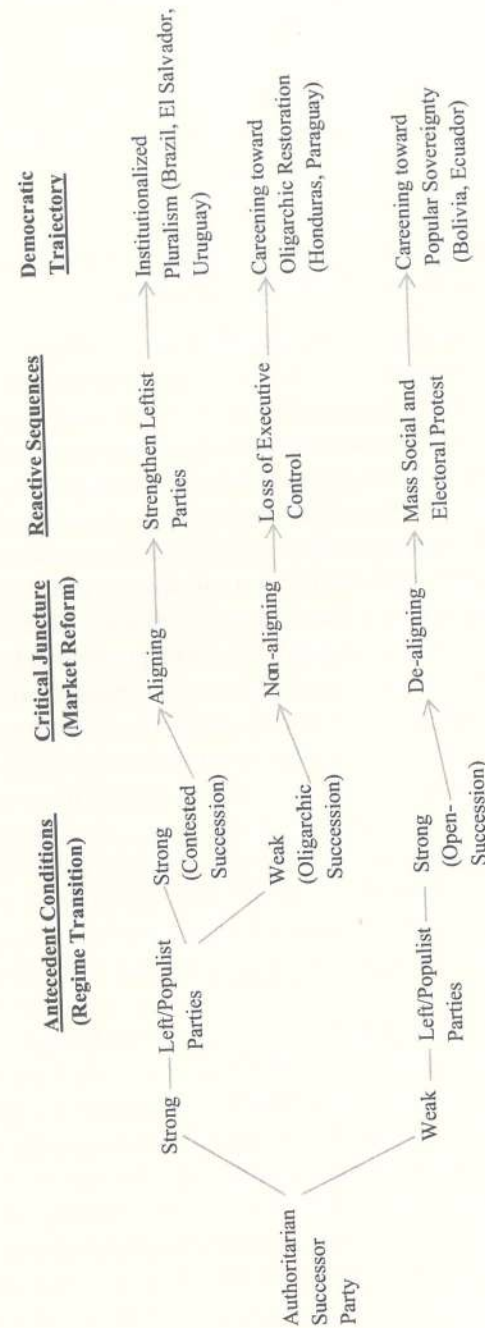 Antecedent Conditions
(Regime Transition)
Critical Juncture
(Market Reform)
Reactive Sequences
Democratic
Trajectory
Authoritarian
Successor
Party
Strong
Left/Populist
Parties
Strong
(Contested
Succession)
Aligning
Strengthen Leftist
Parties
Institutionalized
Pluralism (Brazil, El Salvador,
Uruguay)
Weak
(Oligarchic
Succession)
Non-aligning
Loss of Executive
Control
Careening toward
Oligarchic Restoration
(Honduras, Paraguay)
Weak
Left/Populist
Parties
Strong
(Open-
Succession)
De-aligning
Mass Social and
Electoral Protest
Careening toward
Popular Sovereignty
(Bolivia, Ecuador)